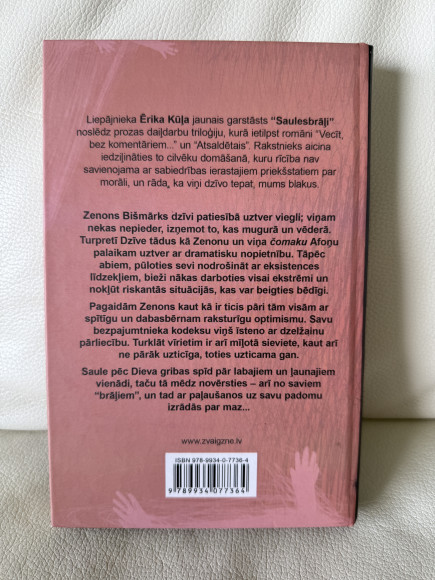 Liepājnieka Ērika Kūļa jaunais garstāsts “Saulesbrāļi”
noslēdz prozas daiļdarbu triloģiju, kurā ietilpst romāni “Vecīt,
bez komentāriem...” un “Atsaldētais”. Rakstnieks aicina
iedziļināties to cilvēku domāšanā, kuru rīcība nav
savienojama ar sabiedrības ierastajiem priekšstatiem par
morāli, un rāda, ka viņi dzīvo tepat, mums blakus.
Zenons Bišmārks dzīvi patiesībā uztver viegli; viņam
nekas nepieder, izņemot to, kas mugurā un vēderā.
Turpretī Dzīve tādus kā Zenonu un viņa čomaku Afoņu
palaikam uztver ar dramatisku nopietnību. Tāpēc
abiem, pūloties sevi nodrošināt ar eksistences
līdzekļiem, bieži nākas darboties visai ekstrēmi un
nokļūt riskantās situācijās, kas var beigties bēdīgi.
Pagaidām Zenons kaut kā ir ticis pāri tām visām ar
spītīgu un dabasbērnam raksturīgu optimismu. Savu
bezpajumtnieka kodeksu viņš īsteno ar dzelžainu
pārliecību. Turklāt vīrietim ir arī mīļotā sieviete, kaut arī
ne pārāk uzticīga, toties uzticama gan.
Saule pēc Dieva gribas spīd pār labajiem un ļaunajiem
vienādi, taču tā mēdz novērsties – arī no saviem
“brāļiem”, un tad ar paļaušanos uz savu padomu
izrādās par maz...
www.zvaigzne.lv
ISBN 978-9934-0-7736-4
9 789934 077364